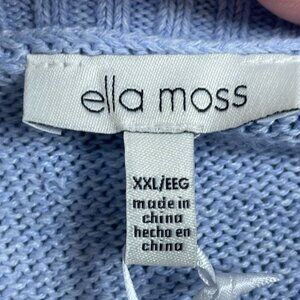 ella moss
XXL/EEG
made in
china
hecho en
china